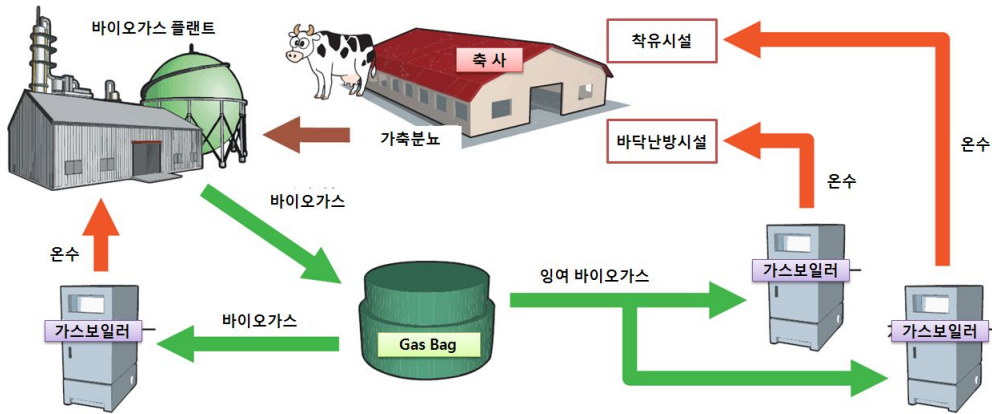 바이오가스 플랜트
축 사
착유시설
가축분뇨
바닥난방시설
온수
온수
바이오가스
온수
잉여 바이오가스
가스보일러
바이오가스
가스보일러
가스보일러
Gas Bag